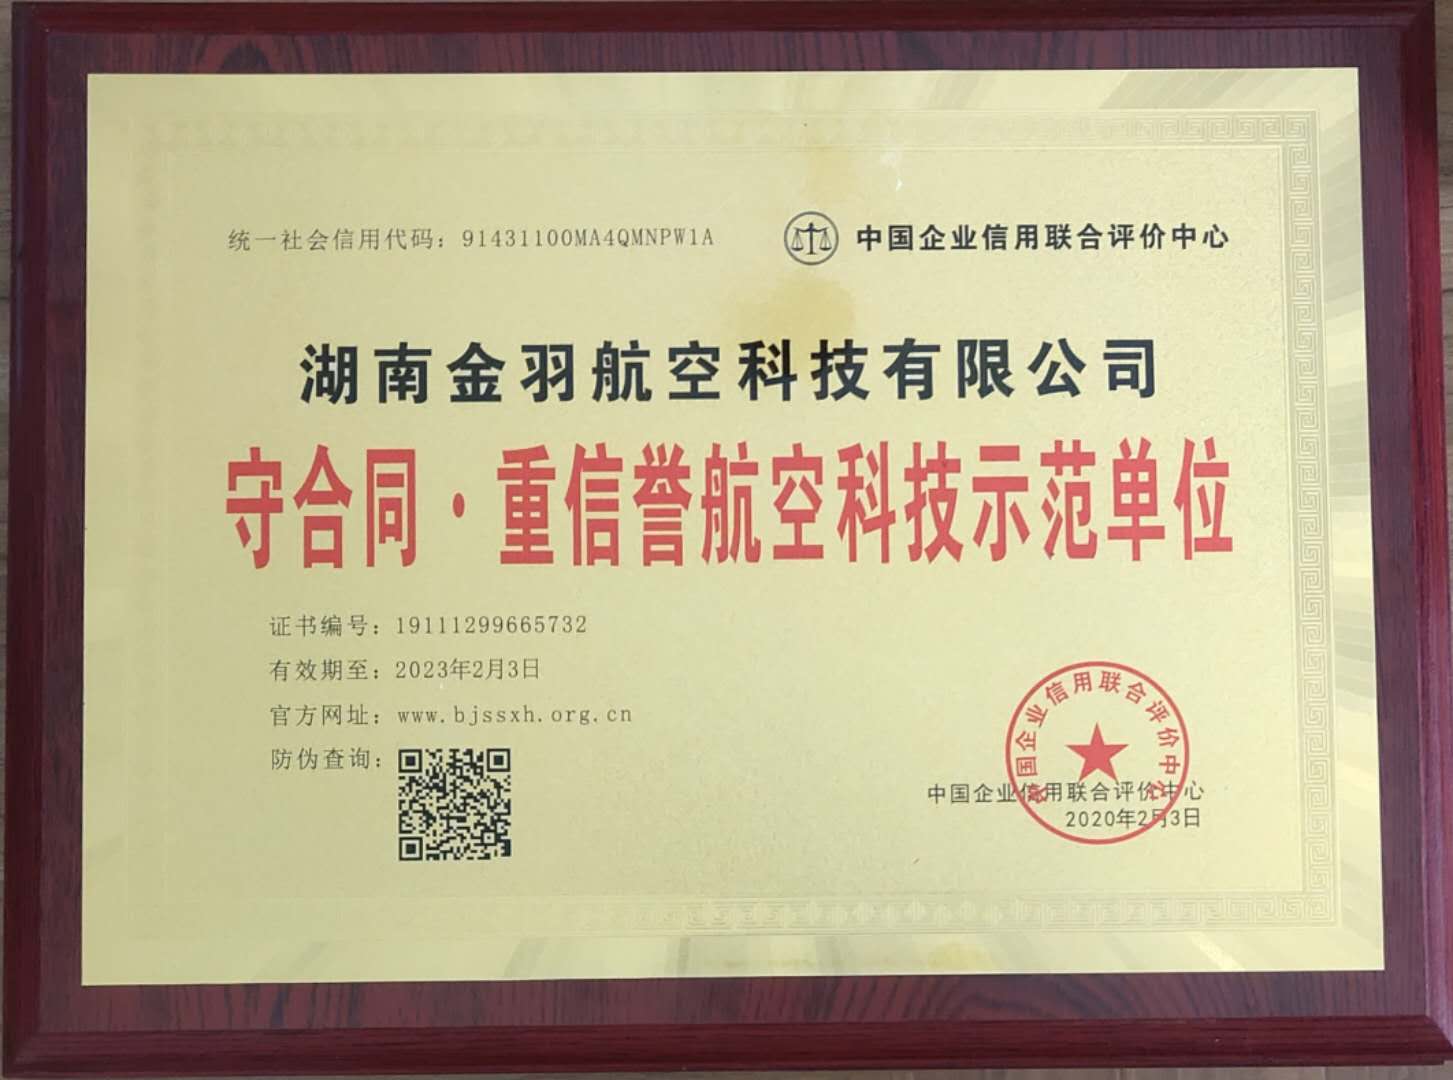 统一社会信用代码：91431100MA4QMNPW1A
中国企业信用联合评价中心
湖南金羽航空科技有限公司
守合同·重信誉航空科技示范单位
证书编号：19111299665732
有效期至：2023年2月3日
官方网址：www.bjssxh.org.cn
防伪查询：
中国企业信用联合评价中心
中国企业信用联合评价中心
2020年2月3日